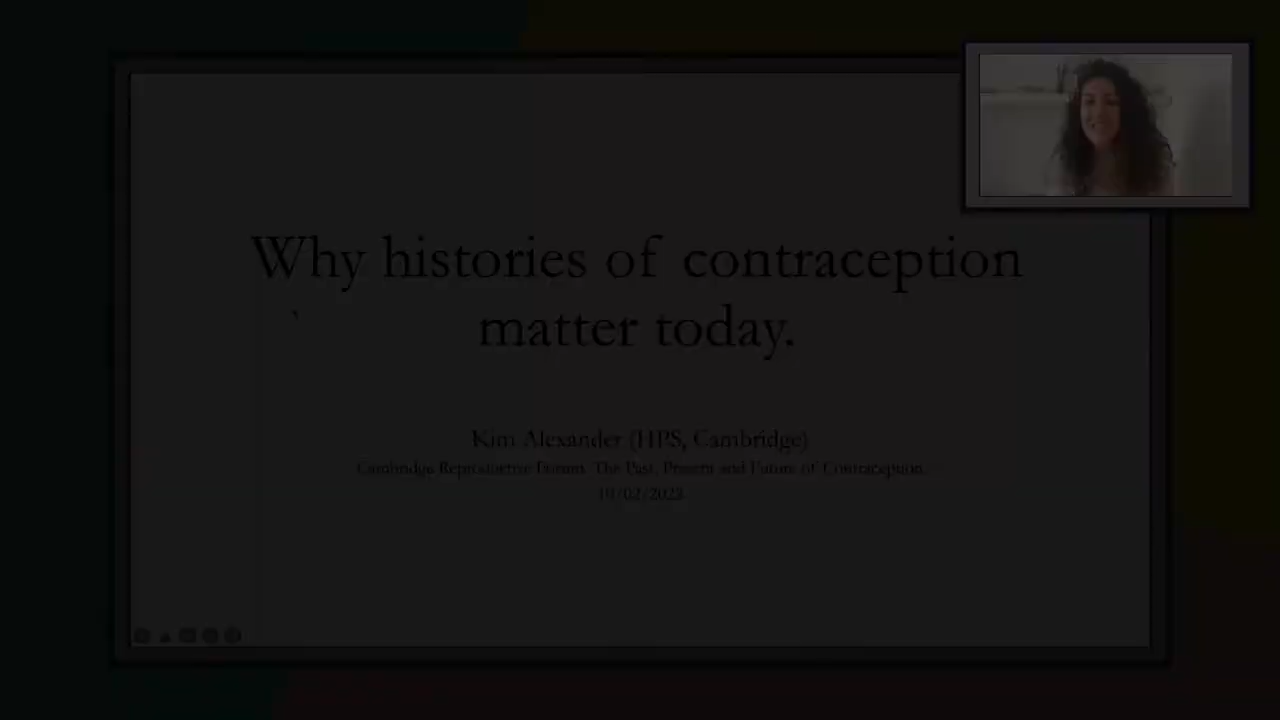 Why histories of contraception
matter today.
Kim Alexander (HPS, Cambridge)
Cambridge Reproduction Forum: The Past, Present and Future of Contraception